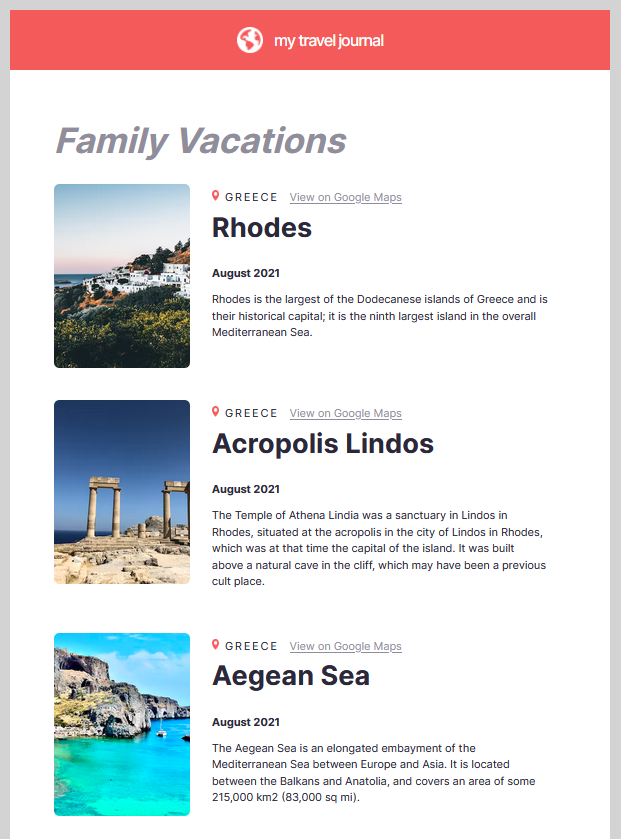 my travel journal
Family Vacations
GREECE View on Google Maps
Rhodes
August 2021
Rhodes is the largest of the Dodecanese islands of Greece and is
their historical capital; it is the ninth largest island in the overall
Mediterranean Sea.
GREECE View on Google Maps
Acropolis Lindos
August 2021
The Temple of Athena Lindia was a sanctuary in Lindos in
Rhodes, situated at the acropolis in the city of Lindos in Rhodes,
which was at that time the capital of the island. It was built
above a natural cave in the cliff, which may have been a previous
cult place.
GREECE View on Google Maps
Aegean Sea
August 2021
The Aegean Sea is an elongated embayment of the
Mediterranean Sea between Europe and Asia. It is located
between the Balkans and Anatolia, and covers an area of some
215,000 km2 (83,000 sq mi).